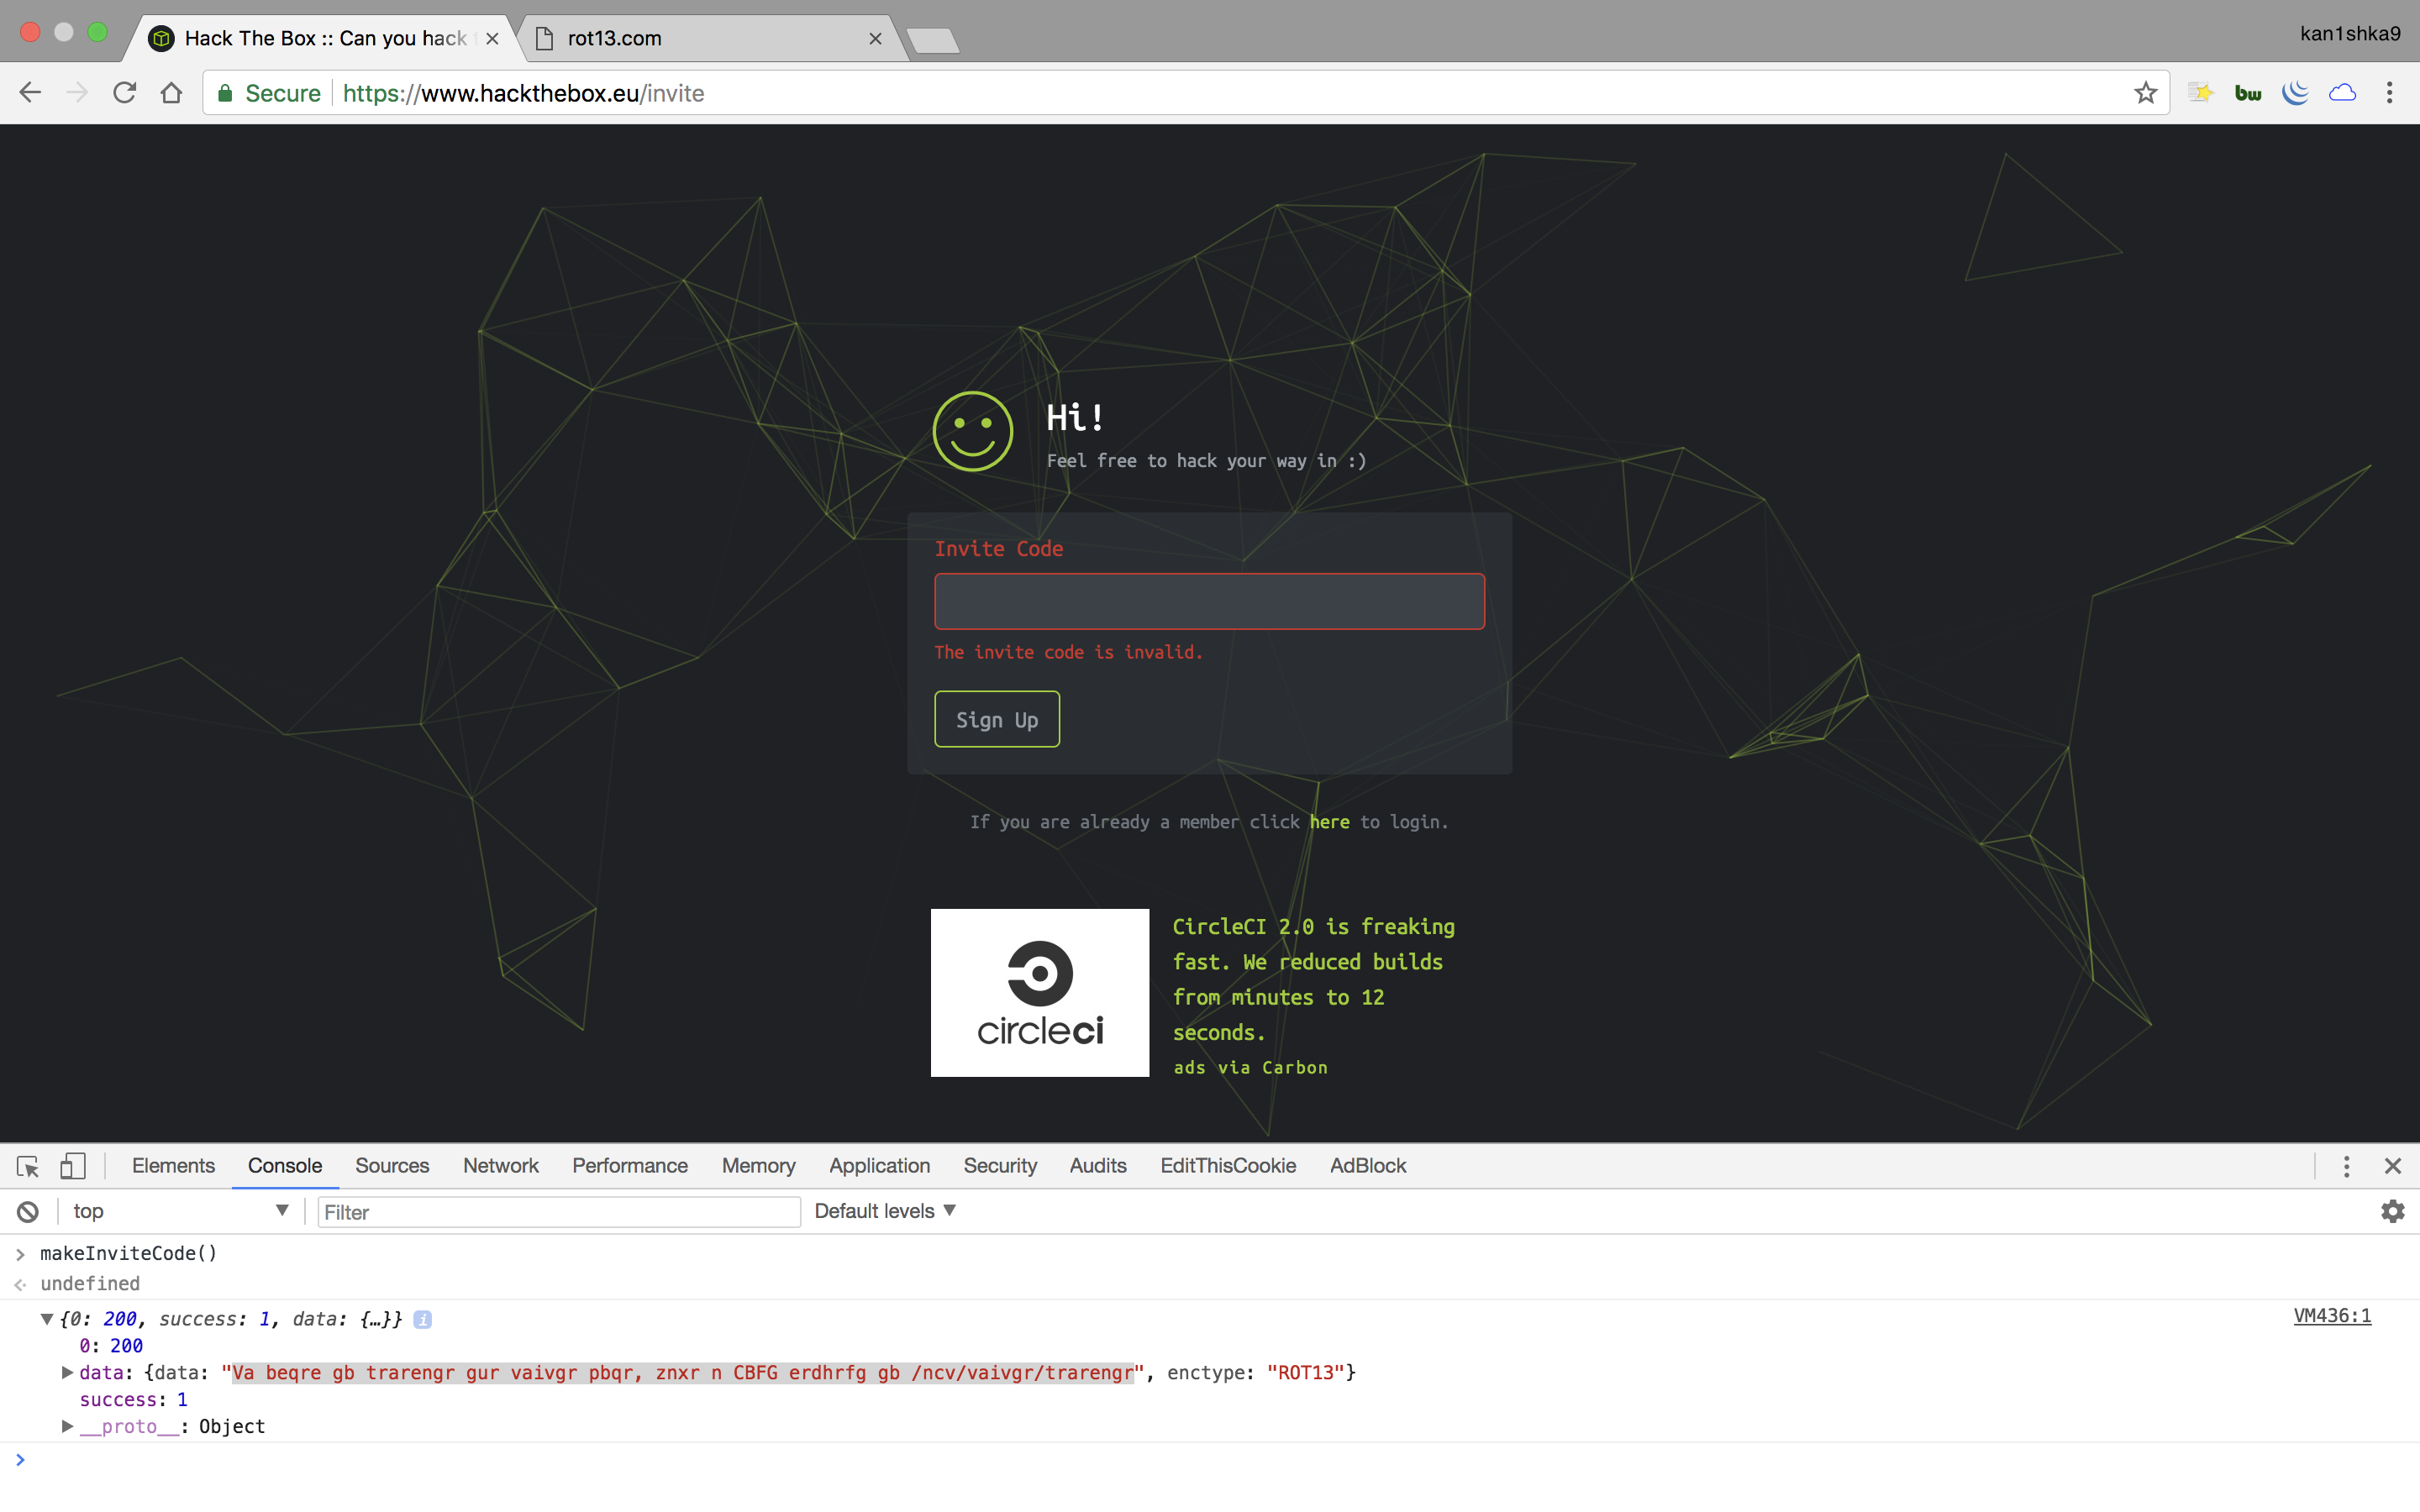 Hack The Box :: Can you hack
rot13.com
kan1shka9
Secure
https://www.hackthebox.eu/invite
bw
Hi!
Feel free to hack your way in :)
Invite Code
The invite code is invalid.
Sign Up
If you are already a member click here to login.
circleci
CircleCI 2.0 is freaking
fast. We reduced builds
from minutes to 12
seconds.
ads via Carbon
Elements Console Sources Network Performance Memory Application Security Audits EditThisCookie AdBlock
top Filter Default levels
makeInviteCode()
undefined
{0: 200, success: 1, data: {…}} i VM436:1
0: 200
data: {data: "Va beqre gb trarengr gur vaivgr pbqr, znxr n CBFG erdhrfg gb /ncv/vaivgr/trarengr", enctype: "ROT13"}
success: 1
__proto__: Object